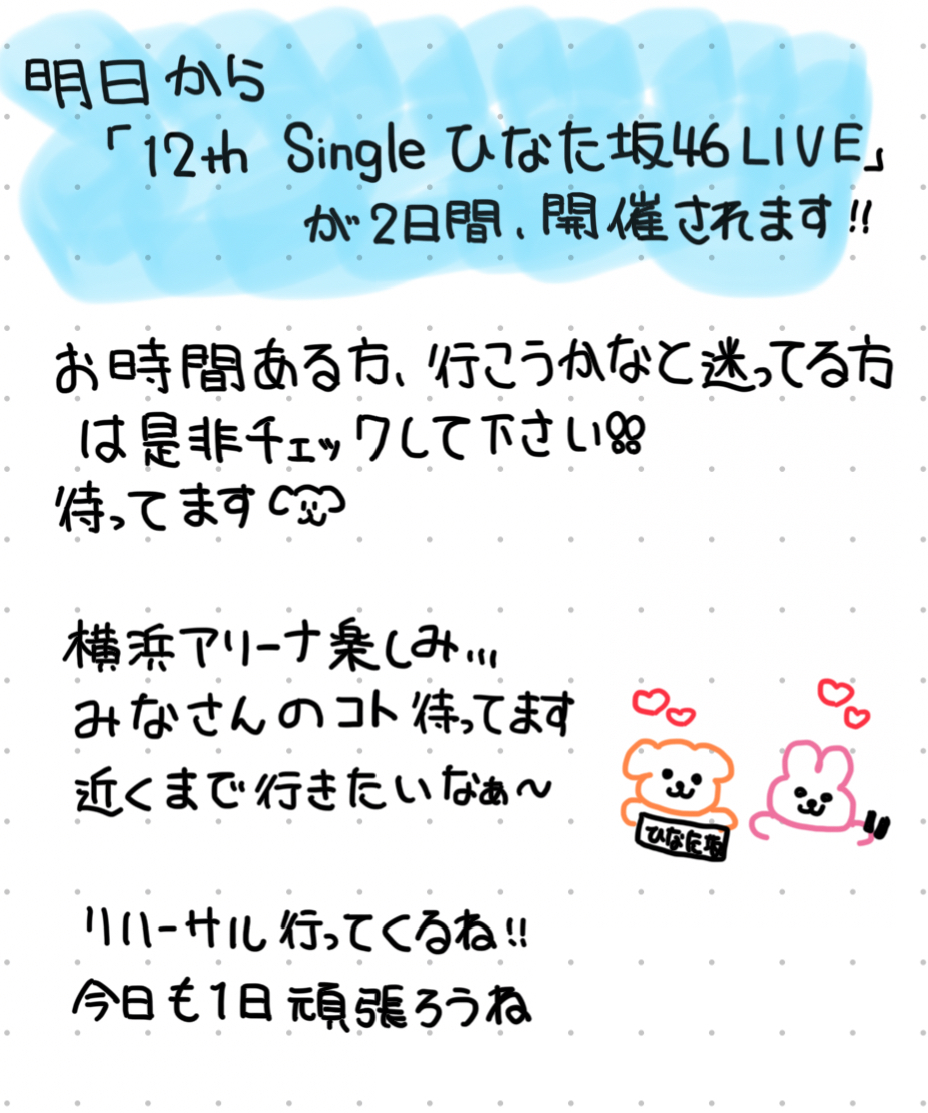 明日から
「12th Single ひなた坂46 LIVE」
が2日間、開催されます!!
お時間ある方、行こうかなと迷ってる方
は是非チェックして下さい!!
待ってます
横浜アリーナ楽しみ...
みなさんのコト待ってます
近くまで行きたいなぁ〜
ひなた坂
リハーサル行ってくるね!!
今日も1日頑張ろうね